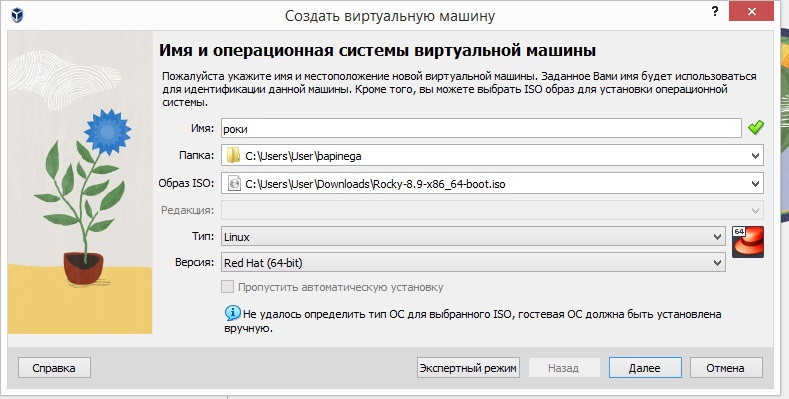 Создать виртуальную машину
?
Имя и операционная системы виртуальной машины
Пожалуйста укажите имя и местоположение новой виртуальной машины. Заданное Вами имя будет использоваться
для идентификации данной машины. Кроме того, вы можете выбрать ISO образ для установки операционной
системы.
Имя: роки
Папка: C:\Users\User\bapinega
Образ ISO: C:\Users\User\Downloads\Rocky-8.9-x86_64-boot.iso
Редакция:
Тип: Linux
64
Версия: Red Hat (64-bit)
Пропустить автоматическую установку
Не удалось определить тип ОС для выбранного ISO, гостевая ОС должна быть установлена
вручную.
Справка Экспертный режим Назад Далее Отмена